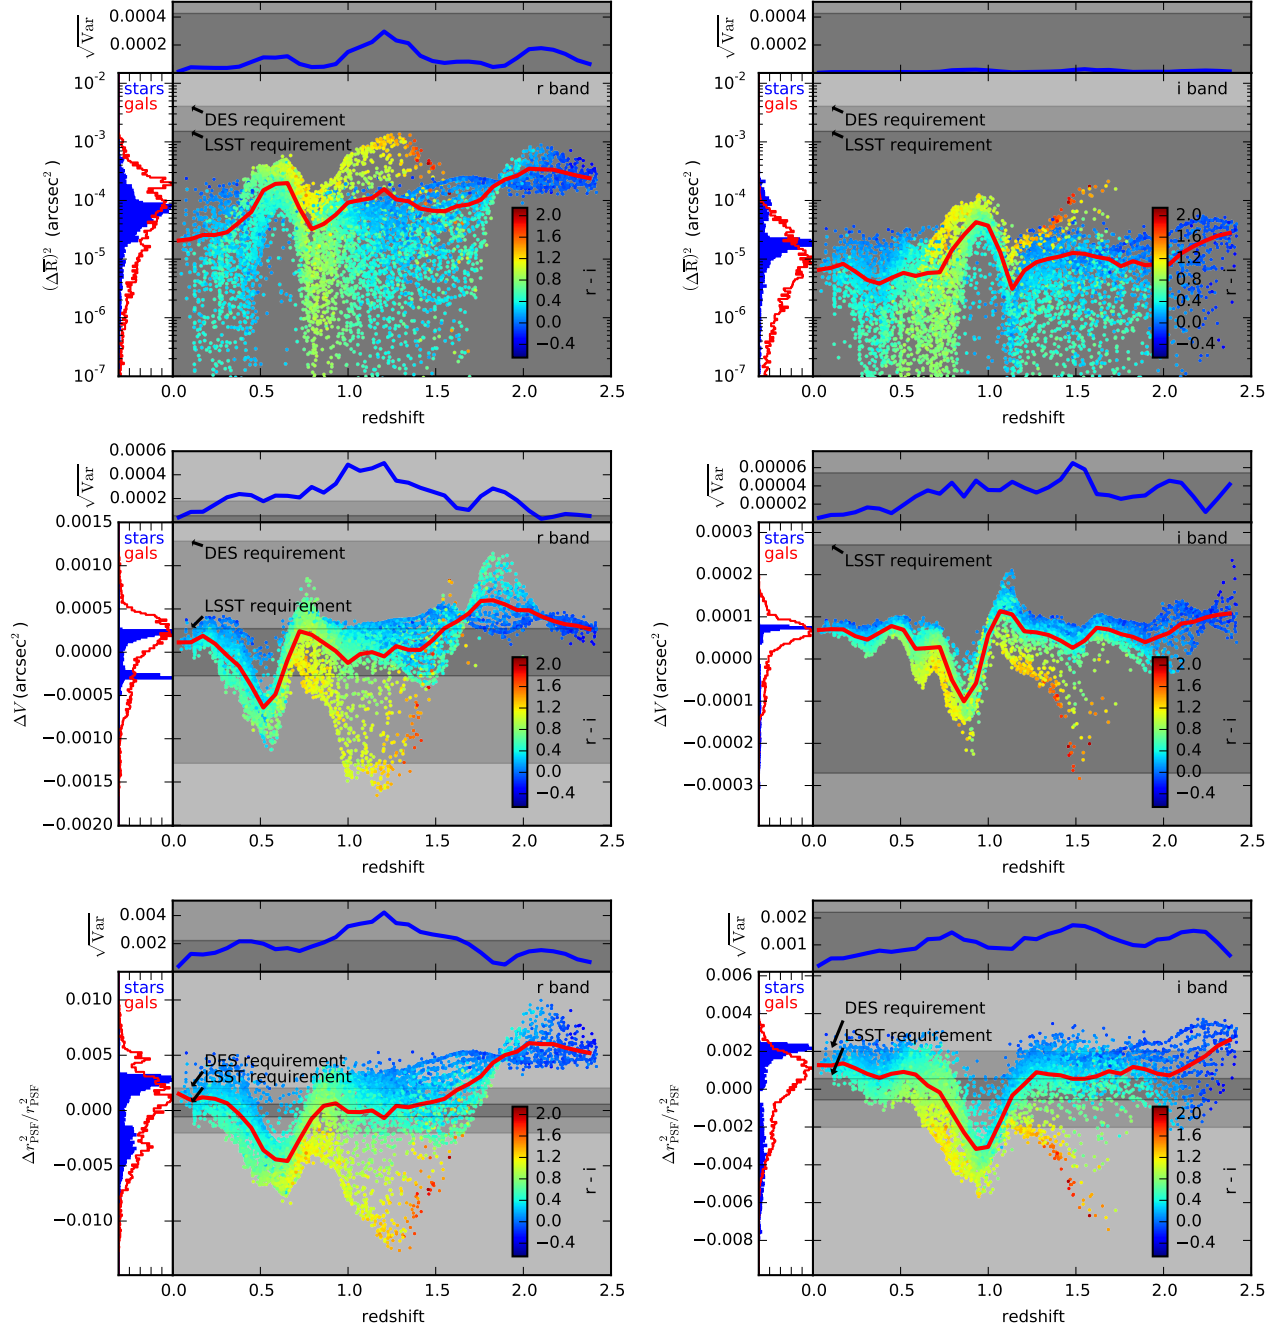 √Var
0.0004
0.0002
stars
gals
r band
DES requirement
LSST requirement
10⁻²
10⁻³
10⁻⁴
10⁻⁵
10⁻⁶
10⁻⁷
(ΔR̅)² (arcsec²)
2.0
1.6
1.2
0.8
0.4
0.0
−0.4
r - i
0.0 0.5 1.0 1.5 2.0 2.5
redshift
√Var
0.0004
0.0002
stars
gals
i band
DES requirement
LSST requirement
10⁻²
10⁻³
10⁻⁴
10⁻⁵
10⁻⁶
10⁻⁷
(ΔR̅)² (arcsec²)
2.0
1.6
1.2
0.8
0.4
0.0
−0.4
r - i
0.0 0.5 1.0 1.5 2.0 2.5
redshift
√Var
0.0006
0.0004
0.0002
stars
gals
r band
DES requirement
LSST requirement
0.0015
0.0010
0.0005
0.0000
−0.0005
−0.0010
−0.0015
−0.0020
ΔV (arcsec²)
2.0
1.6
1.2
0.8
0.4
0.0
−0.4
r - i
0.0 0.5 1.0 1.5 2.0 2.5
redshift
√Var
0.00006
0.00004
0.00002
stars
gals
i band
LSST requirement
0.0003
0.0002
0.0001
0.0000
−0.0001
−0.0002
−0.0003
ΔV (arcsec²)
2.0
1.6
1.2
0.8
0.4
0.0
−0.4
r - i
0.0 0.5 1.0 1.5 2.0 2.5
redshift
√Var
0.004
0.002
stars
gals
r band
DES requirement
LSST requirement
0.010
0.005
0.000
−0.005
−0.010
Δr²PSF/r²PSF
2.0
1.6
1.2
0.8
0.4
0.0
−0.4
r - i
0.0 0.5 1.0 1.5 2.0 2.5
redshift
√Var
0.002
0.001
stars
gals
i band
DES requirement
LSST requirement
0.006
0.004
0.002
0.000
−0.002
−0.004
−0.006
−0.008
Δr²PSF/r²PSF
2.0
1.6
1.2
0.8
0.4
0.0
−0.4
r - i
0.0 0.5 1.0 1.5 2.0 2.5
redshift